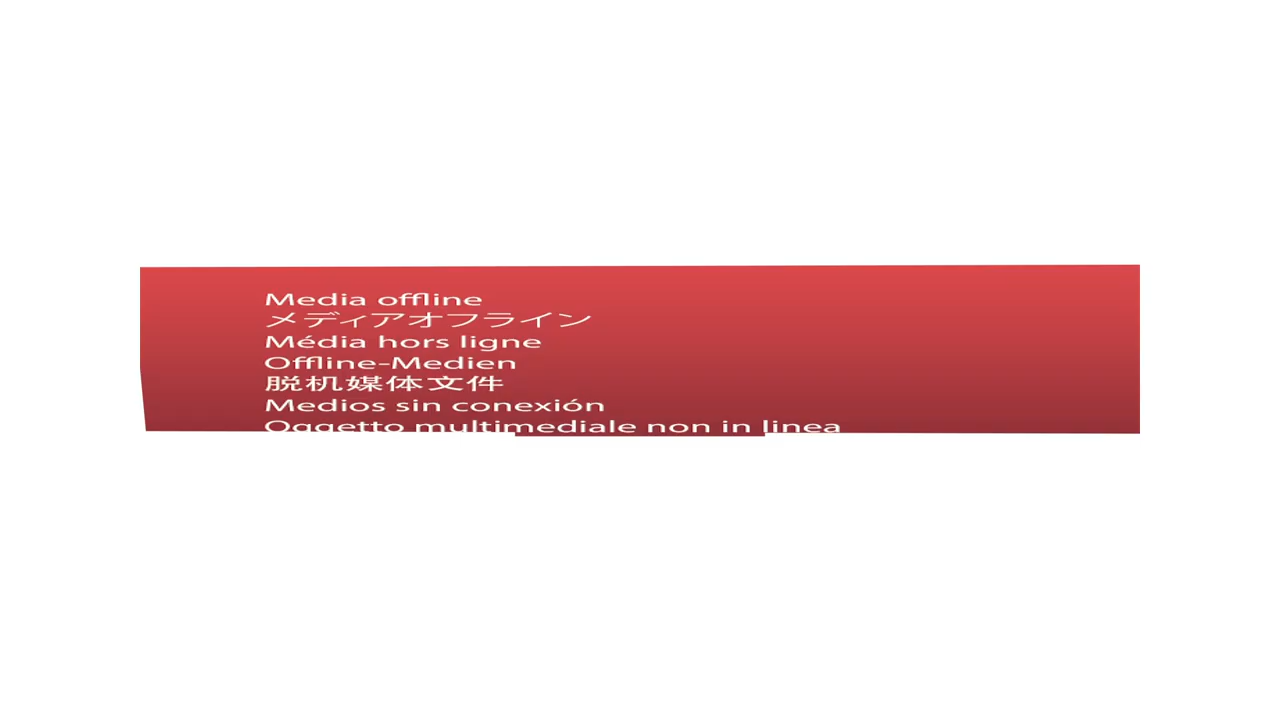 Media offline
メディアオフライン
Média hors ligne
Offline-Medien
脱机媒体文件
Medios sin conexión
Oggetto multimediale non in linea